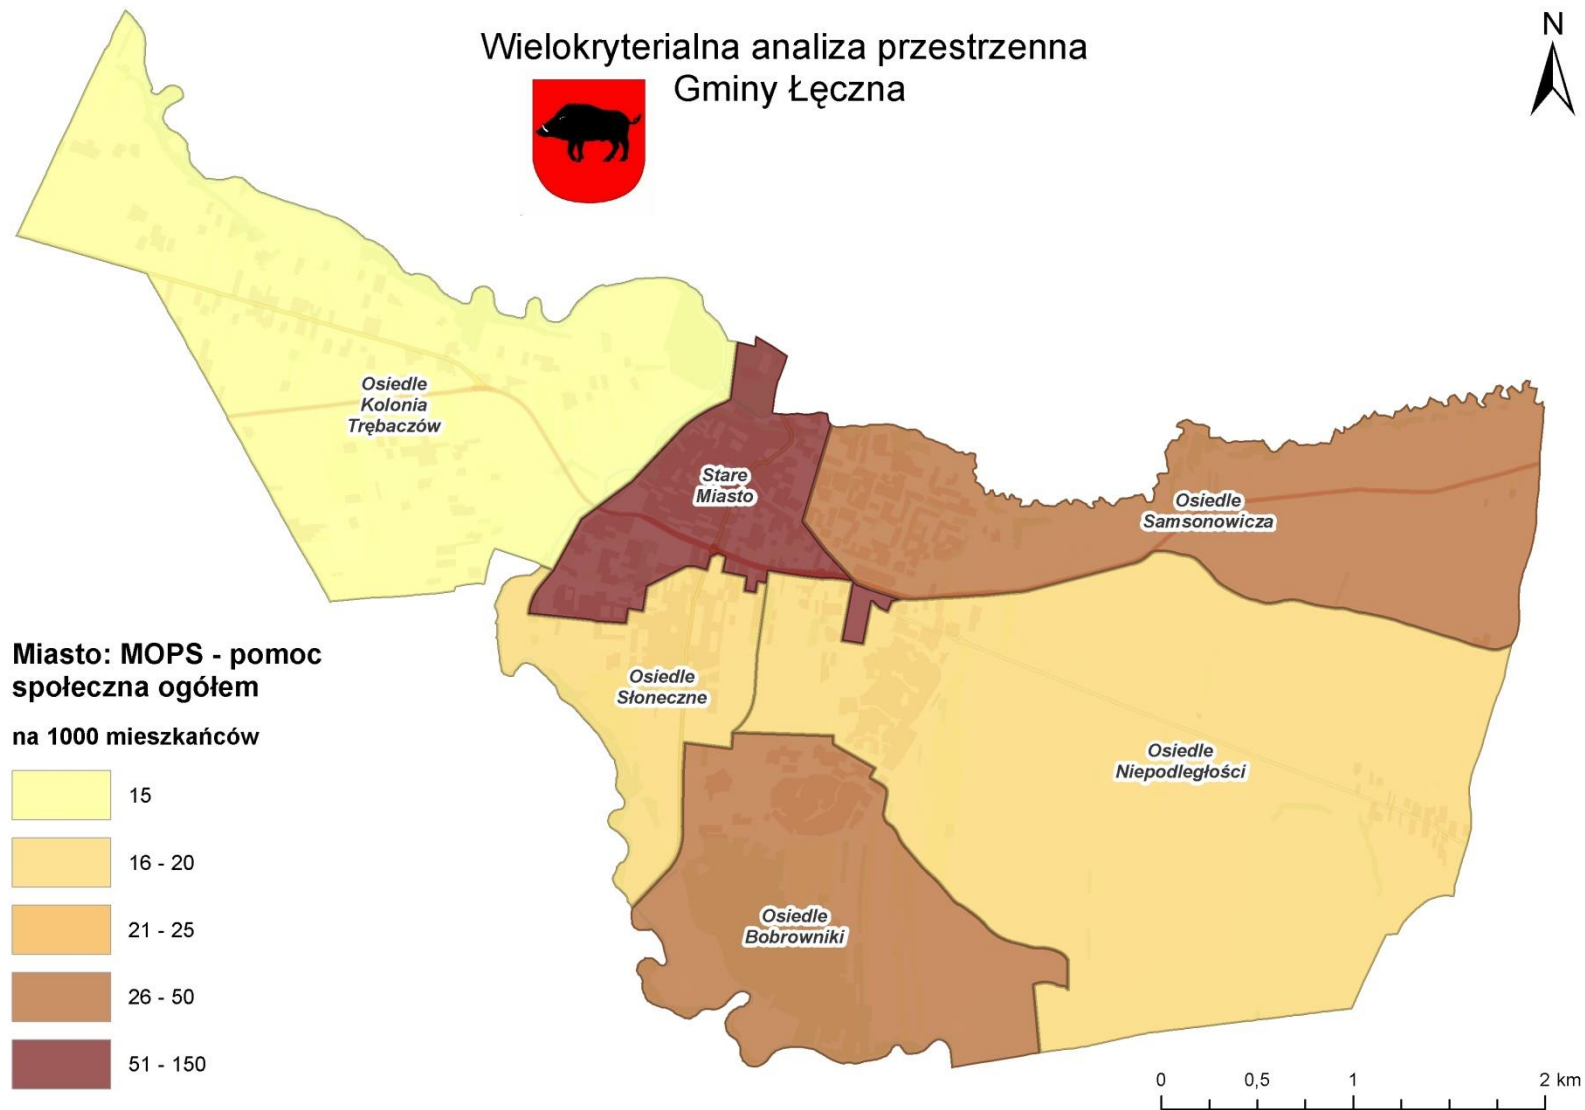 Wielokryterialna analiza przestrzenna
Gminy Łęczna
N
Osiedle
Kolonia
Trębaczów
Stare
Miasto
Osiedle
Samsonowicza
Osiedle
Słoneczne
Osiedle
Niepodległości
Osiedle
Bobrowniki
Miasto: MOPS - pomoc
społeczna ogółem
na 1000 mieszkańców
15
16 - 20
21 - 25
26 - 50
51 - 150
0 0,5 1 2 km